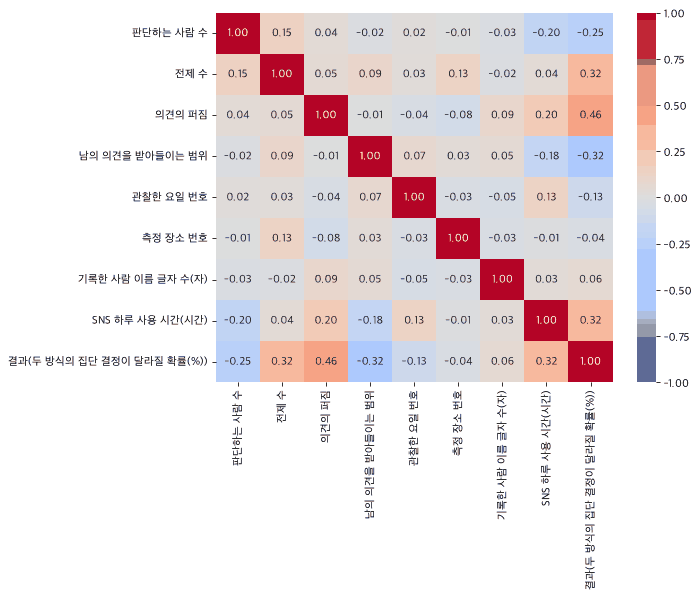 판단하는 사람 수 1.00 0.15 0.04 -0.02 0.02 -0.01 -0.03 -0.20 -0.25
전제 수 0.15 1.00 0.05 0.09 0.03 0.13 -0.02 0.04 0.32
의견의 퍼짐 0.04 0.05 1.00 -0.01 -0.04 -0.08 0.09 0.20 0.46
남의 의견을 받아들이는 범위 -0.02 0.09 -0.01 1.00 0.07 0.03 0.05 -0.18 -0.32
관찰한 요일 번호 0.02 0.03 -0.04 0.07 1.00 -0.03 -0.05 0.13 -0.13
측정 장소 번호 -0.01 0.13 -0.08 0.03 -0.03 1.00 -0.03 -0.01 -0.04
기록한 사람 이름 글자 수(자) -0.03 -0.02 0.09 0.05 -0.05 -0.03 1.00 0.03 0.06
SNS 하루 사용 시간(시간) -0.20 0.04 0.20 -0.18 0.13 -0.01 0.03 1.00 0.32
결과(두 방식의 집단 결정이 달라질 확률(%)) -0.25 0.32 0.46 -0.32 -0.13 -0.04 0.06 0.32 1.00
판단하는 사람 수
전제 수
의견의 퍼짐
남의 의견을 받아들이는 범위
관찰한 요일 번호
측정 장소 번호
기록한 사람 이름 글자 수(자)
SNS 하루 사용 시간(시간)
결과(두 방식의 집단 결정이 달라질 확률(%))
1.00
0.75
0.50
0.25
0.00
-0.25
-0.50
-0.75
-1.00